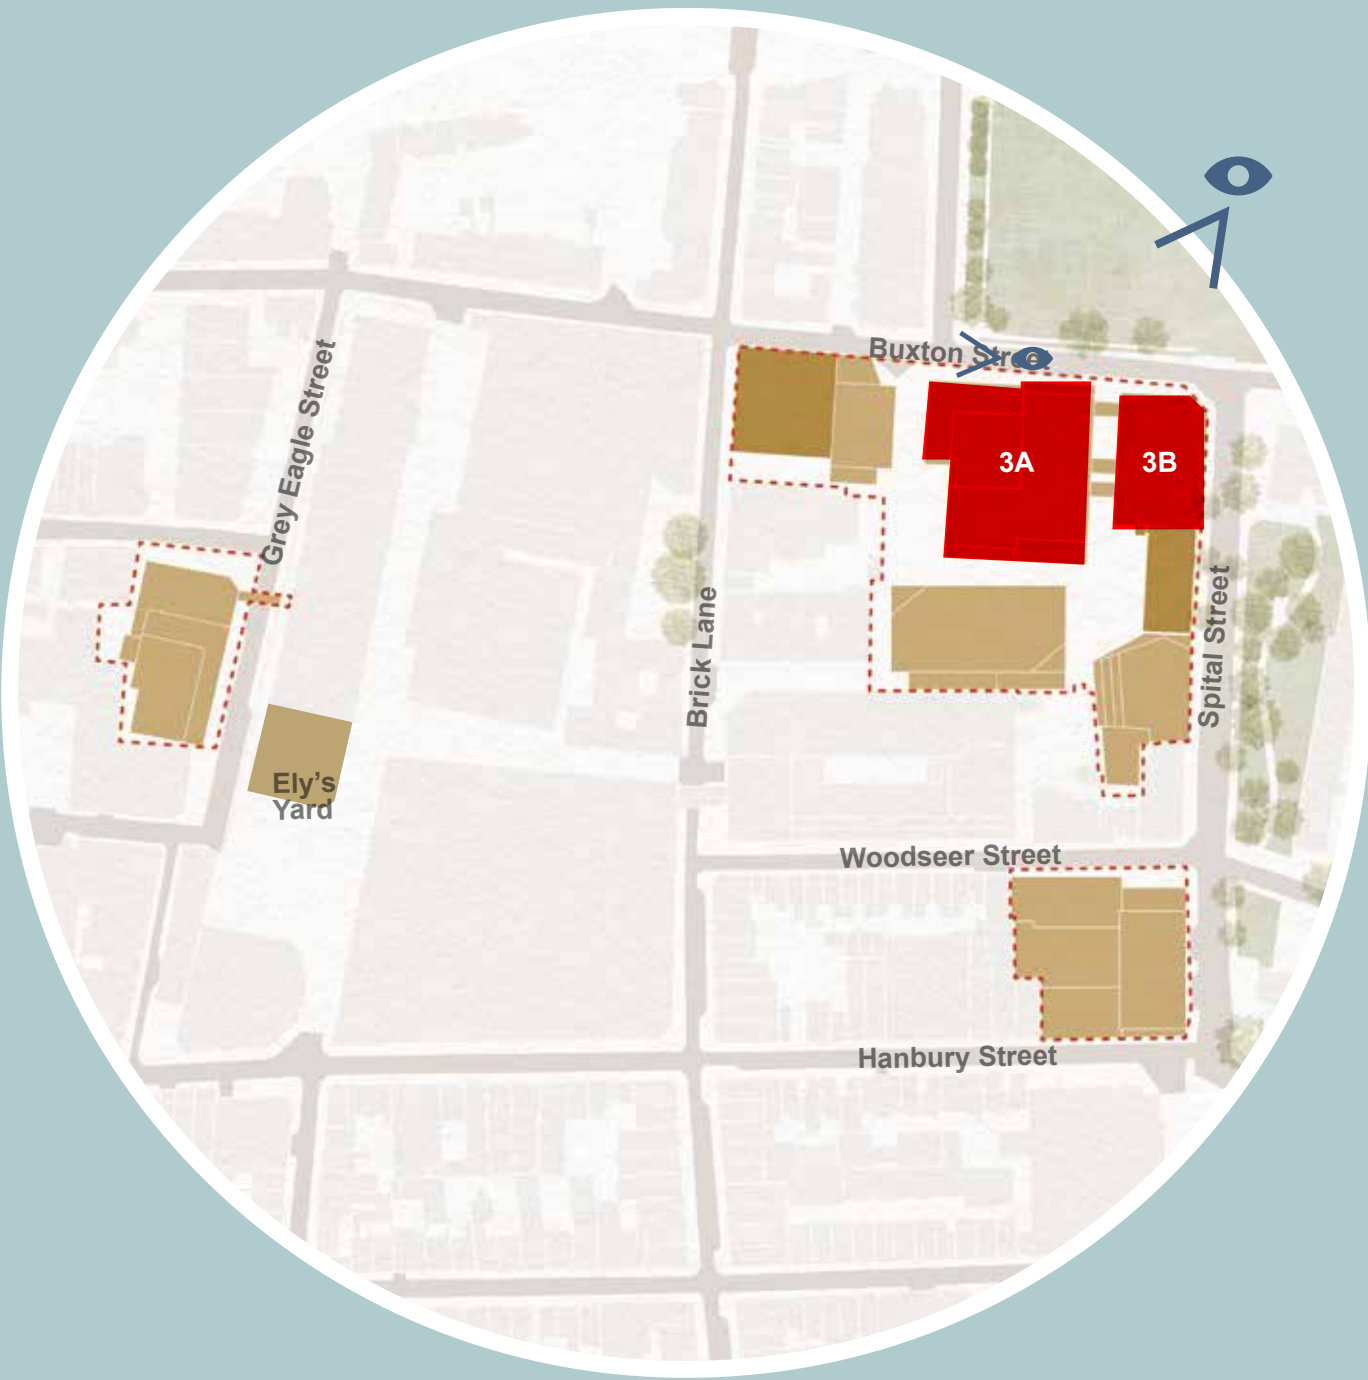 Buxton Street
Grey Eagle Street
3A
3B
Brick Lane
Spital Street
Ely's
Yard
Woodseer Street
Hanbury Street